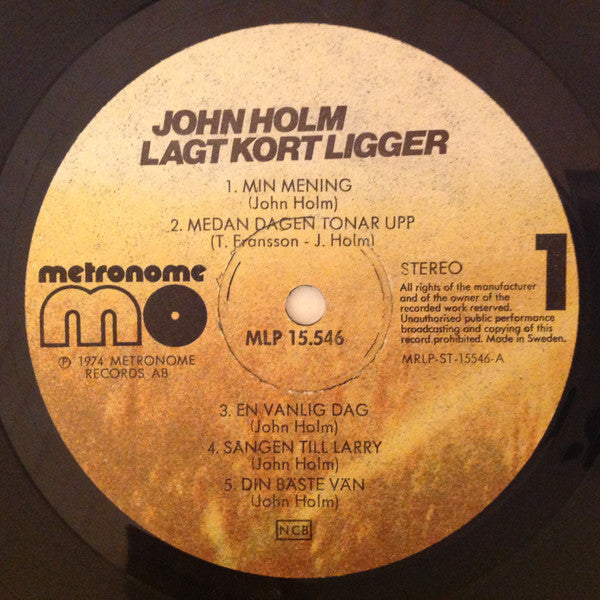 JOHN HOLM
LAGT KORT LIGGER
1. MIN MENING
(John Holm)
2. MEDAN DAGEN TONAR UPP
(T. Fransson - J. Holm)
metronome
mo
℗ 1974 METRONOME
RECORDS AB
MLP 15.546
STEREO
1
All rights of the manufacturer
and of the owner of the
recorded work reserved.
Unauthorised public performance
broadcasting and copying of this
record prohibited. Made in Sweden.
MRLP-ST-15546-A
3. EN VANLIG DAG
(John Holm)
4. SÅNGEN TILL LARRY
(John Holm)
5. DIN BÄSTE VÄN
(John Holm)
NCB